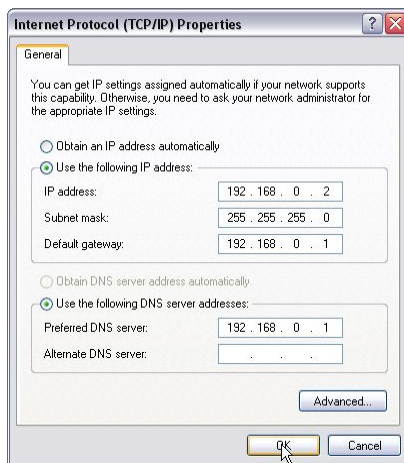 Internet Protocol (TCP/IP) Properties
General
You can get IP settings assigned automatically if your network supports
this capability. Otherwise, you need to ask your network administrator for
the appropriate IP settings.
Obtain an IP address automatically
Use the following IP address:
IP address: 192 . 168 . 0 . 2
Subnet mask: 255 . 255 . 255 . 0
Default gateway: 192 . 168 . 0 . 1
Obtain DNS server address automatically
Use the following DNS server addresses:
Preferred DNS server: 192 . 168 . 0 . 1
Alternate DNS server: . . .
Advanced...
OK Cancel